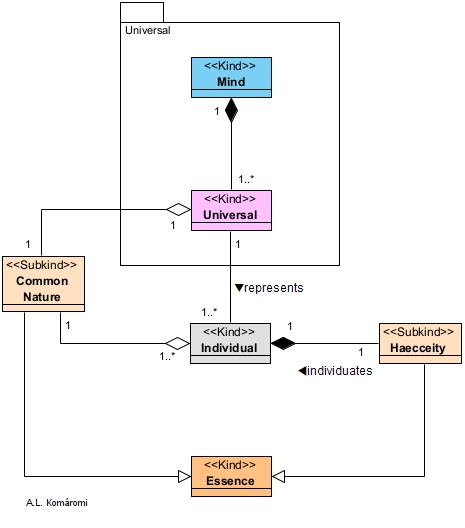 Universal
<<Kind>>
Mind
1
1..*
<<Kind>>
Universal
1
1
1
<<Subkind>>
Common
Nature
▼represents
1..*
1
<<Kind>>
Individual
1
<<Subkind>>
Haecceity
1
1..*
◀individuates
<<Kind>>
Essence
A.L. Komáromi